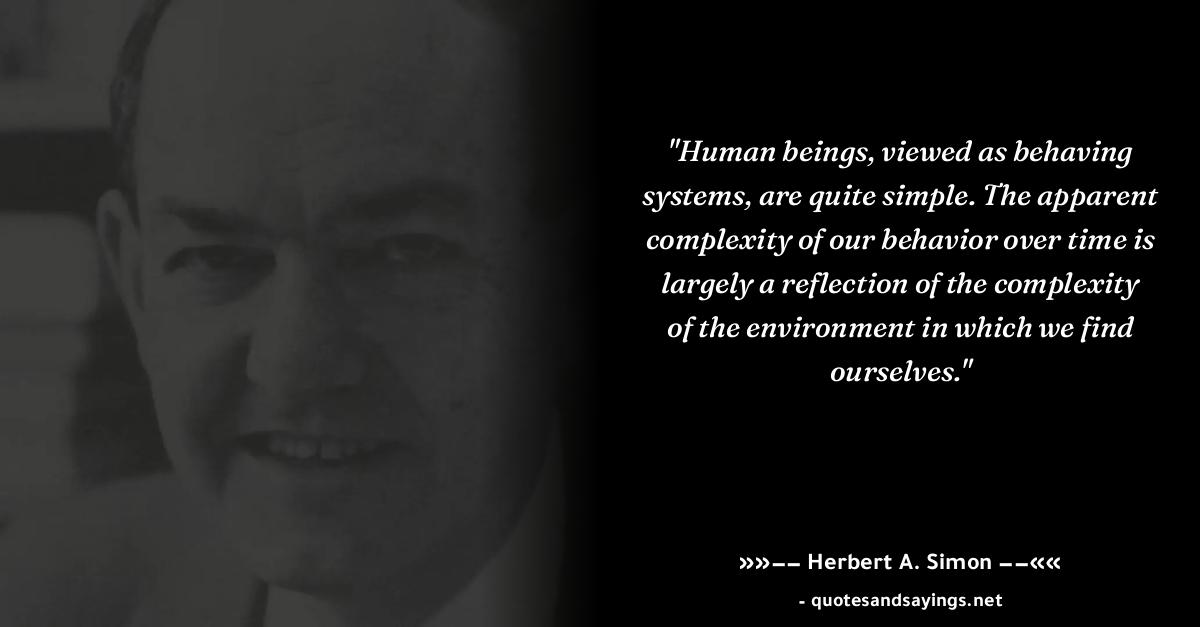 "Human beings, viewed as behaving
systems, are quite simple. The apparent
complexity of our behavior over time is
largely a reflection of the complexity
of the environment in which we find
ourselves."
»»−− Herbert A. Simon −−««
- quotesandsayings.net